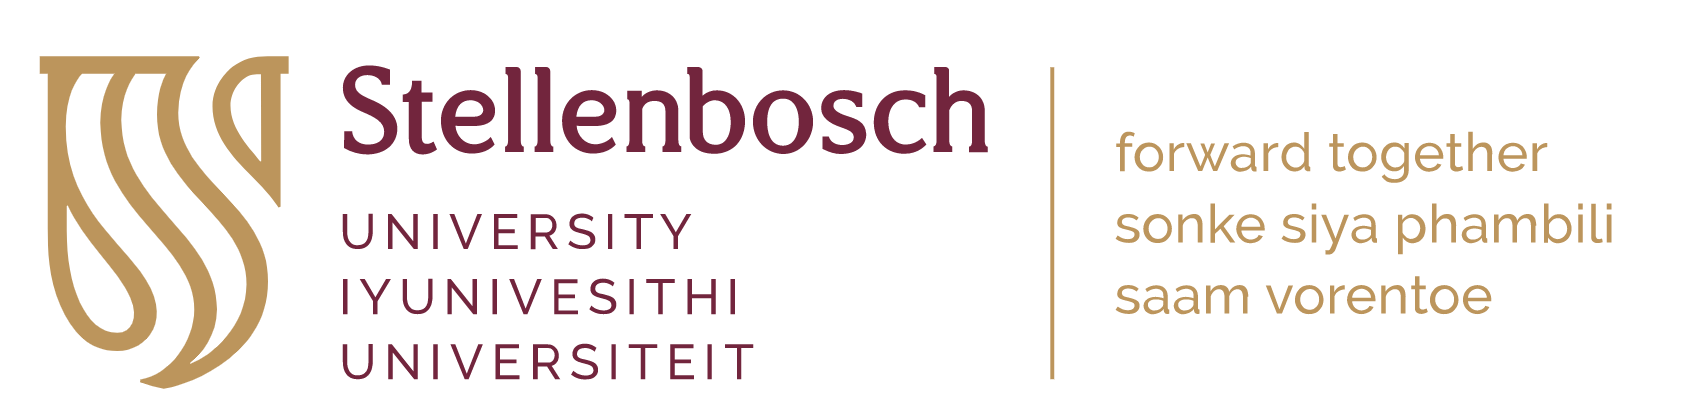 Stellenbosch
UNIVERSITY
IYUNIVESITHI
UNIVERSITEIT
forward together
sonke siya phambili
saam vorentoe